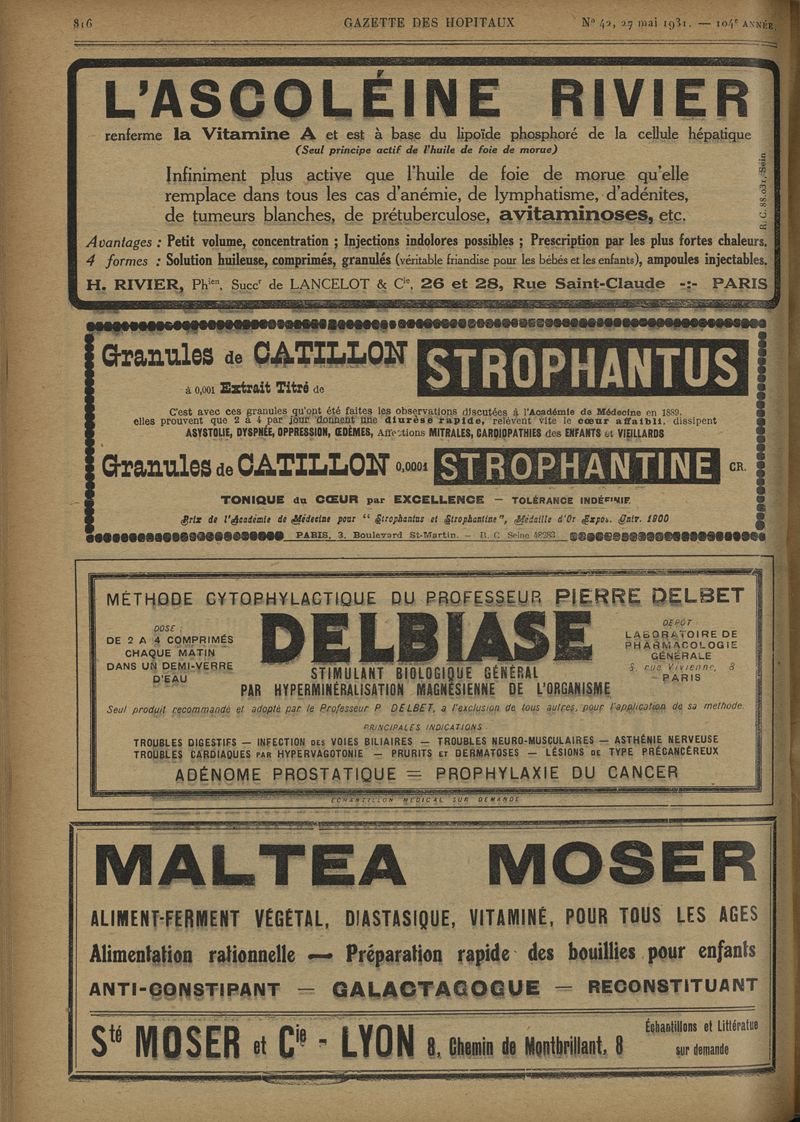 816 GAZETTE DES HOPITAUX Nº 42, 27 mai 1931. — 104e ANNÉE.
L'ASCOLÉINE RIVIER
renferme la Vitamine A et est à base du lipoïde phosphoré de la cellule hépatique
(Seul principe actif de l'huile de foie de morue)
Infiniment plus active que l'huile de foie de morue qu'elle
remplace dans tous les cas d'anémie, de lymphatisme, d'adénites,
de tumeurs blanches, de prétuberculose, avitaminoses, etc.
R. C. 88.031, Seine
Avantages : Petit volume, concentration ; Injections indolores possibles ; Prescription par les plus fortes chaleurs.
4 formes : Solution huileuse, comprimés, granulés (véritable friandise pour les bébés et les enfants), ampoules injectables.
H. RIVIER, Phien, Succr de LANCELOT & Cie, 26 et 28, Rue Saint-Claude -:- PARIS
Granules de CATILLON STROPHANTUS
à 0,001 Extrait Titré de
C'est avec ces granules qu'ont été faites les observations discutées à l'Académie de Médecine en 1889.
elles prouvent que 2 à 4 par jour donnent une diurèse rapide, relèvent vite le cœur affaibli, dissipent
ASYSTOLIE, DYSPNÉE, OPPRESSION, ŒDÈMES, Affections MITRALES, CARDIOPATHIES des ENFANTS et VIEILLARDS
Granules de CATILLON 0,0001 STROPHANTINE CR.
TONIQUE du CŒUR par EXCELLENCE — TOLÉRANCE INDÉFINIE
Prix de l'Académie de Médecine pour “ Strophantus et Strophantine ”, Médaille d'Or Expos. Univ. 1900
PARIS, 3, Boulevard St-Martin. — R. C. Seine 48283
MÉTHODE CYTOPHYLACTIQUE DU PROFESSEUR PIERRE DELBET
DELBIASE
DOSE :
DE 2 A 4 COMPRIMÉS
CHAQUE MATIN
DANS UN DEMI-VERRE
D'EAU
DÉPOT :
LABORATOIRE DE
PHARMACOLOGIE
GÉNÉRALE
8, rue Vivienne, 8
PARIS
STIMULANT BIOLOGIQUE GÉNÉRAL
PAR HYPERMINÉRALISATION MAGNÉSIENNE DE L'ORGANISME
Seul produit recommandé et adopté par le Professeur P. DELBET, à l'exclusion de tous autres, pour l'application de sa méthode.
PRINCIPALES INDICATIONS
TROUBLES DIGESTIFS — INFECTION DES VOIES BILIAIRES — TROUBLES NEURO-MUSCULAIRES — ASTHÉNIE NERVEUSE
TROUBLES CARDIAQUES PAR HYPERVAGOTONIE — PRURITS ET DERMATOSES — LÉSIONS DE TYPE PRÉCANCÉREUX
ADÉNOME PROSTATIQUE = PROPHYLAXIE DU CANCER
ÉCHANTILLON MÉDICAL SUR DEMANDE
MALTEA MOSER
ALIMENT-FERMENT VÉGÉTAL, DIASTASIQUE, VITAMINÉ, POUR TOUS LES AGES
Alimentation rationnelle — Préparation rapide des bouillies pour enfants
ANTI-CONSTIPANT = GALACTAGOGUE = RECONSTITUANT
Sté MOSER et Cie - LYON 8, Chemin de Montbrillant, 8
Échantillons et Littérature
sur demande